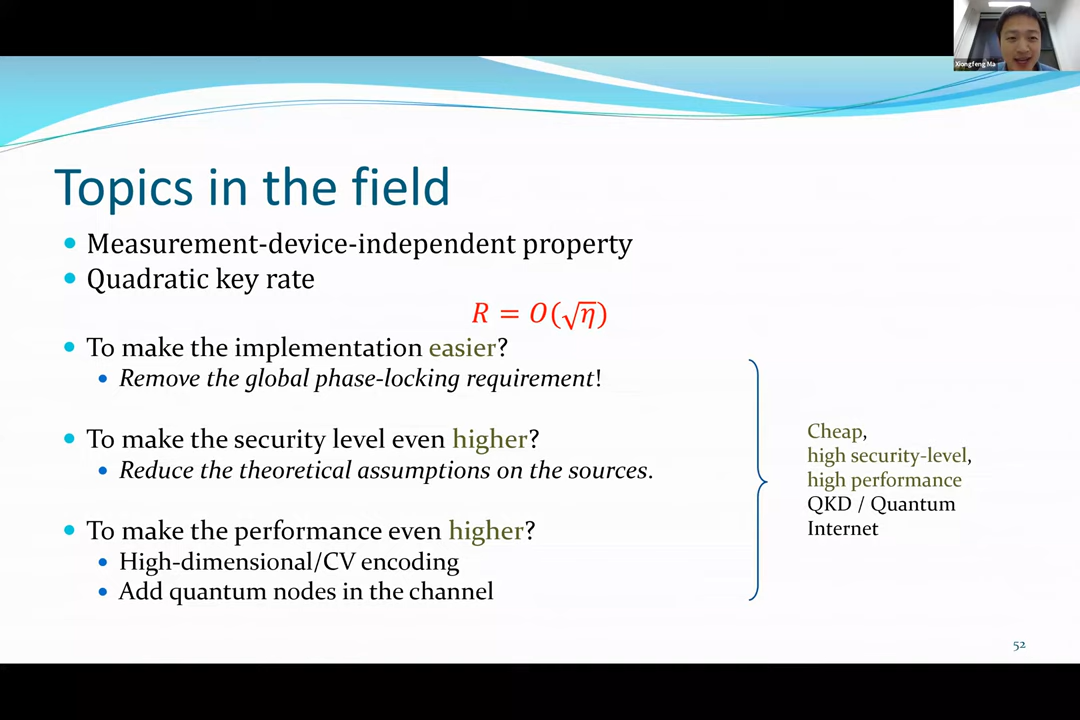 Xiongfeng Ma
Topics in the field
Measurement-device-independent property
Quadratic key rate
R = O(√η)
To make the implementation easier?
Remove the global phase-locking requirement!
To make the security level even higher?
Reduce the theoretical assumptions on the sources.
To make the performance even higher?
High-dimensional/CV encoding
Add quantum nodes in the channel
Cheap,
high security-level,
high performance
QKD / Quantum
Internet
52